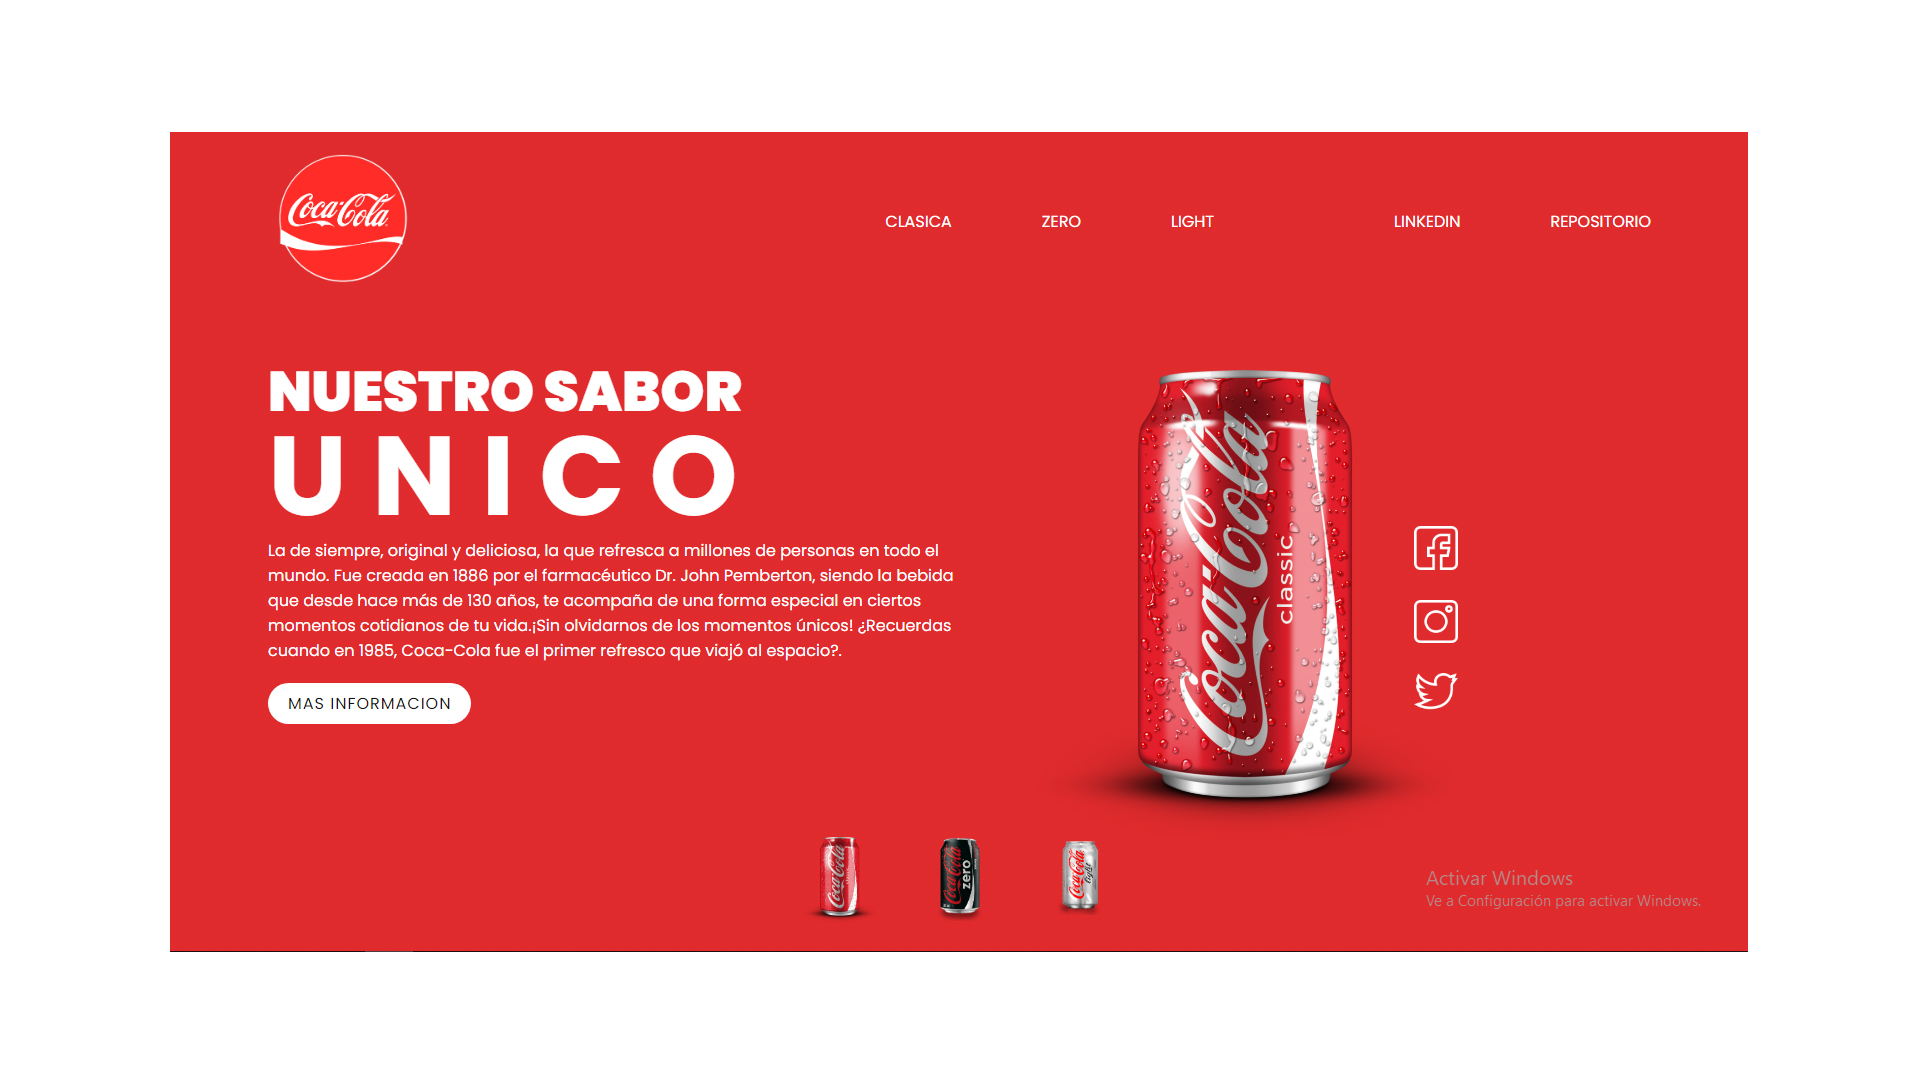 Coca-Cola
CLASICA
ZERO
LIGHT
LINKEDIN
REPOSITORIO
NUESTRO SABOR
UNICO
La de siempre, original y deliciosa, la que refresca a millones de personas en todo el
mundo. Fue creada en 1886 por el farmacéutico Dr. John Pemberton, siendo la bebida
que desde hace más de 130 años, te acompaña de una forma especial en ciertos
momentos cotidianos de tu vida.¡Sin olvidarnos de los momentos únicos! ¿Recuerdas
cuando en 1985, Coca-Cola fue el primer refresco que viajó al espacio?.
MAS INFORMACION
Coca-Cola
classic
Coca-Cola
Coca-Cola
zero
Coca-Cola
light
Activar Windows
Ve a Configuración para activar Windows.